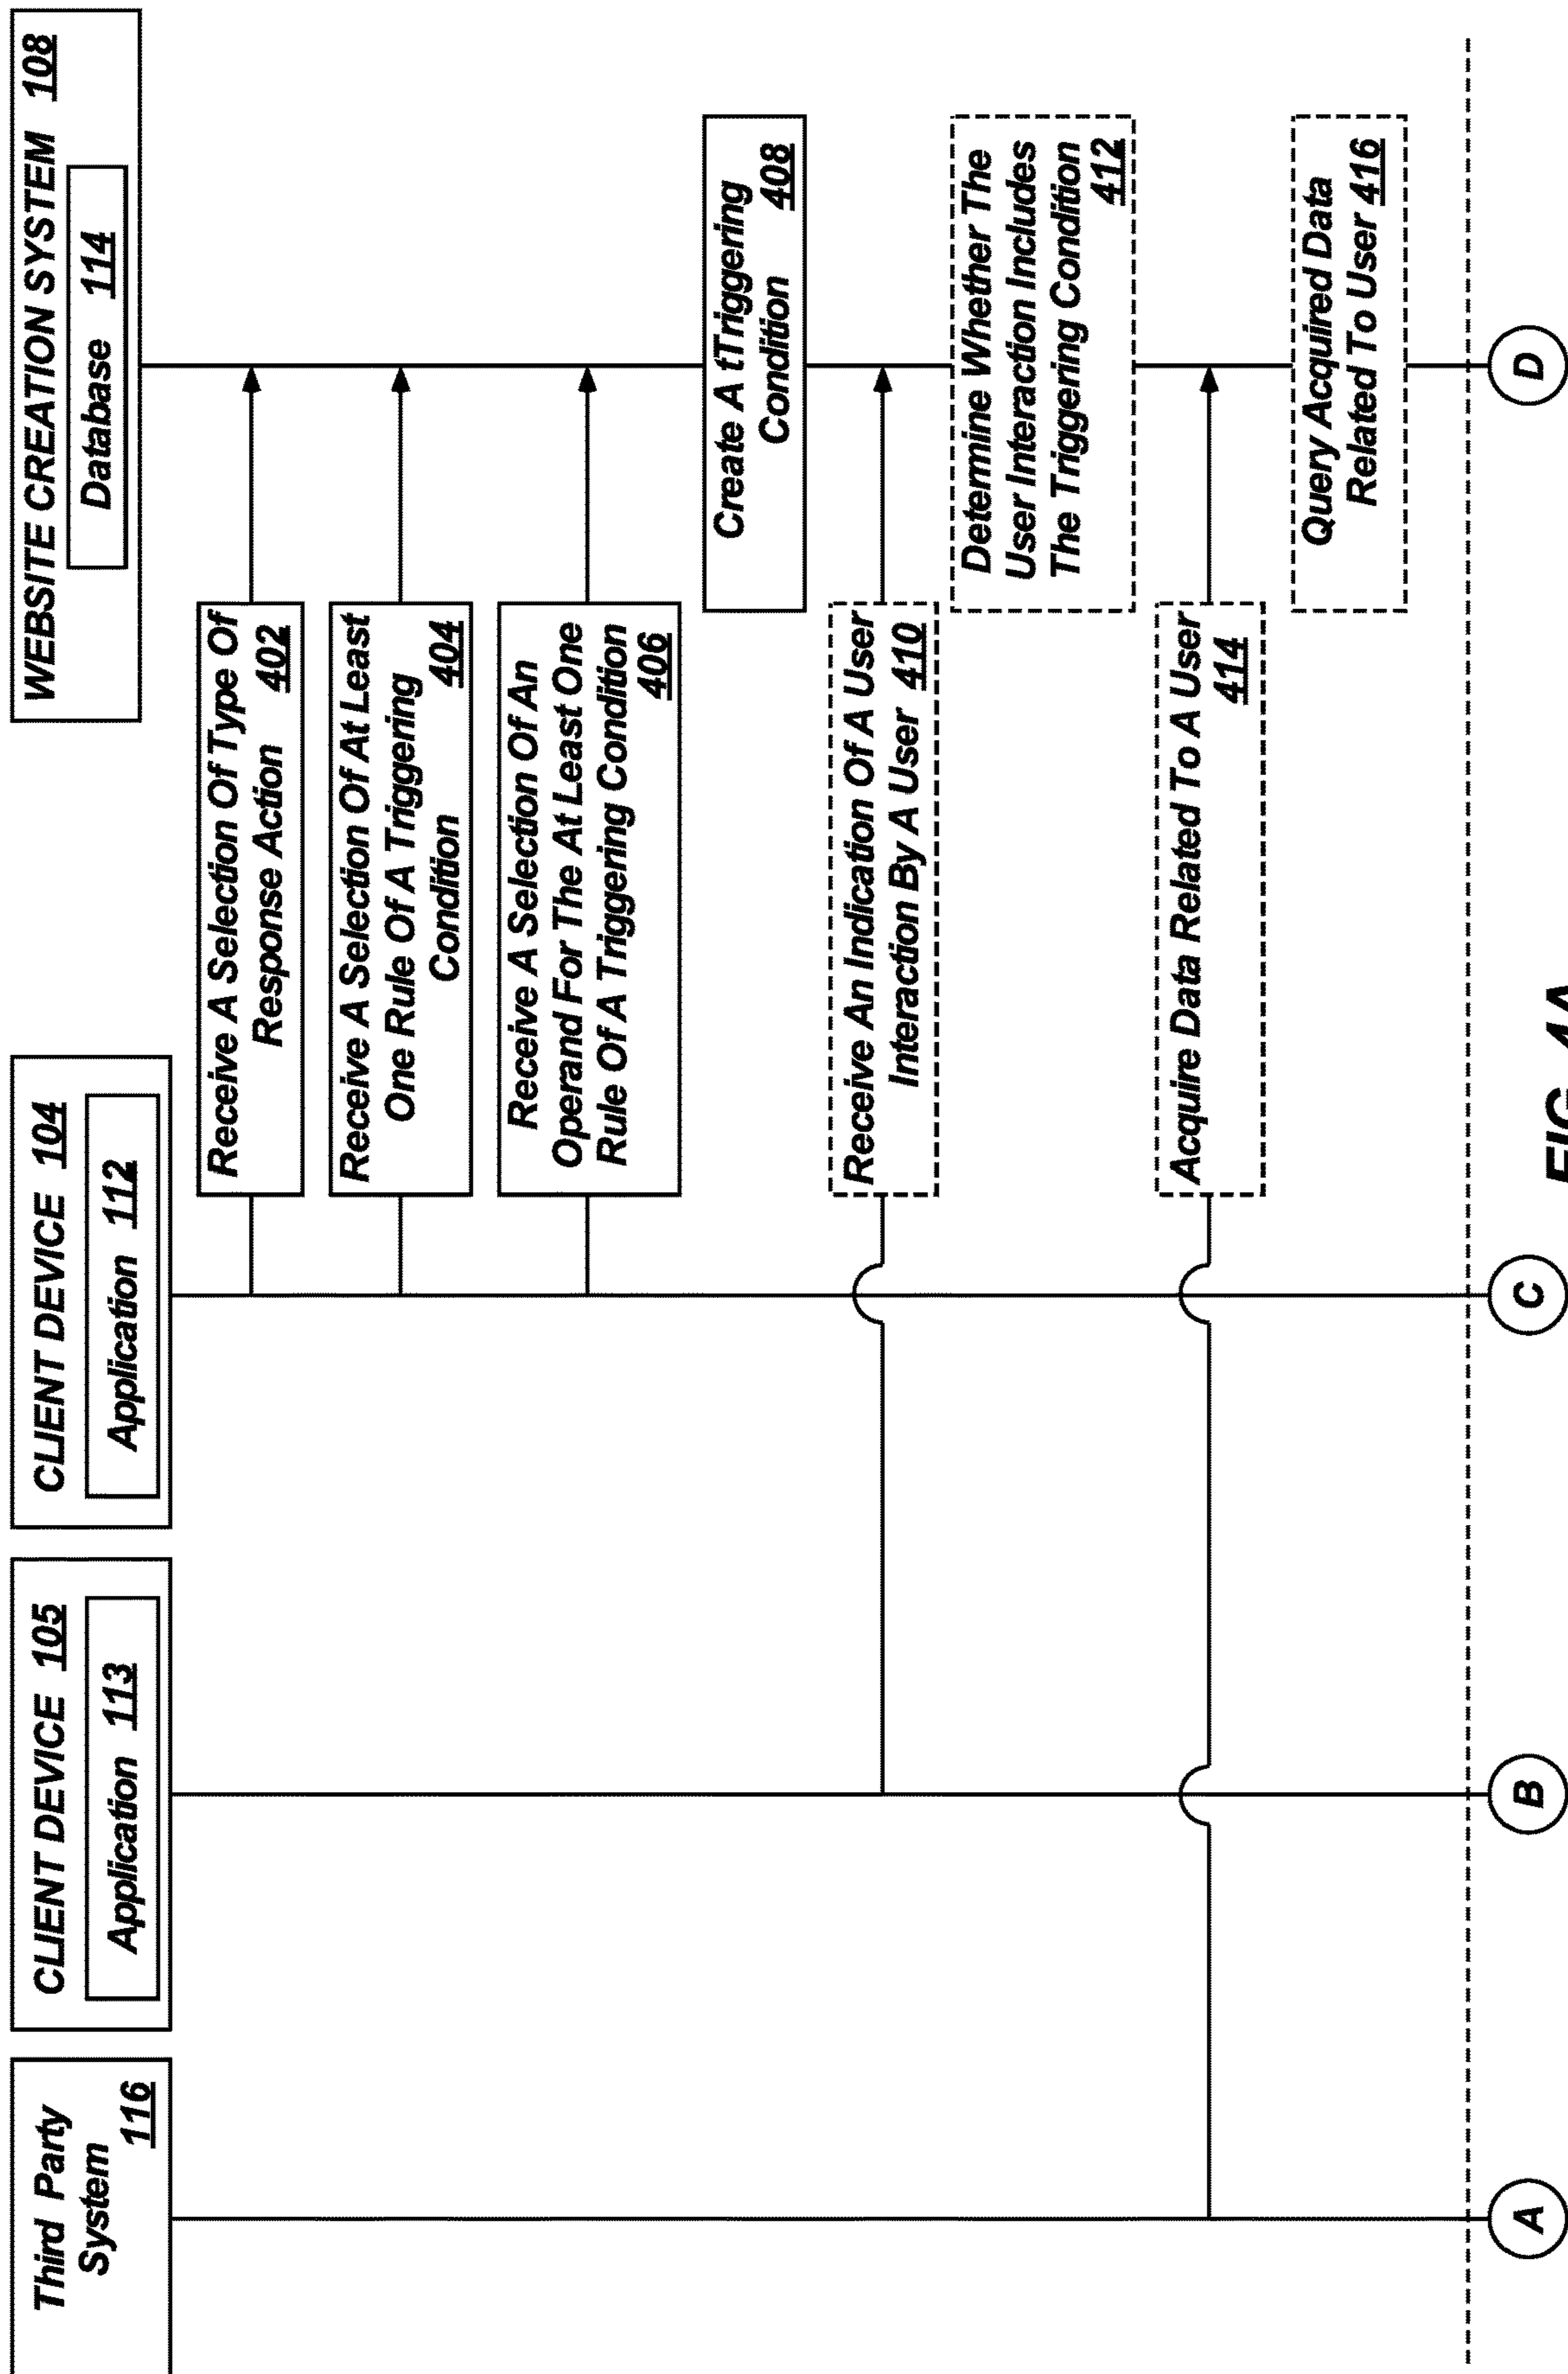 Third Party
System
116
CLIENT DEVICE 105
Application 113
CLIENT DEVICE 104
Application 112
WEBSITE CREATION SYSTEM 108
Database 114
Receive A Selection Of Type Of
Response Action 402
Receive A Selection Of At Least
One Rule Of A Triggering
Condition 404
Receive A Selection Of An
Operand For The At Least One
Rule Of A Triggering Condition
406
Create A tTriggering
Condition 408
Receive An Indication Of A User
Interaction By A User 410
Determine Whether The
User Interaction Includes
The Triggering Condition
412
Acquire Data Related To A User
414
Query Acquired Data
Related To User 416
A
B
C
D
FIG. 4A